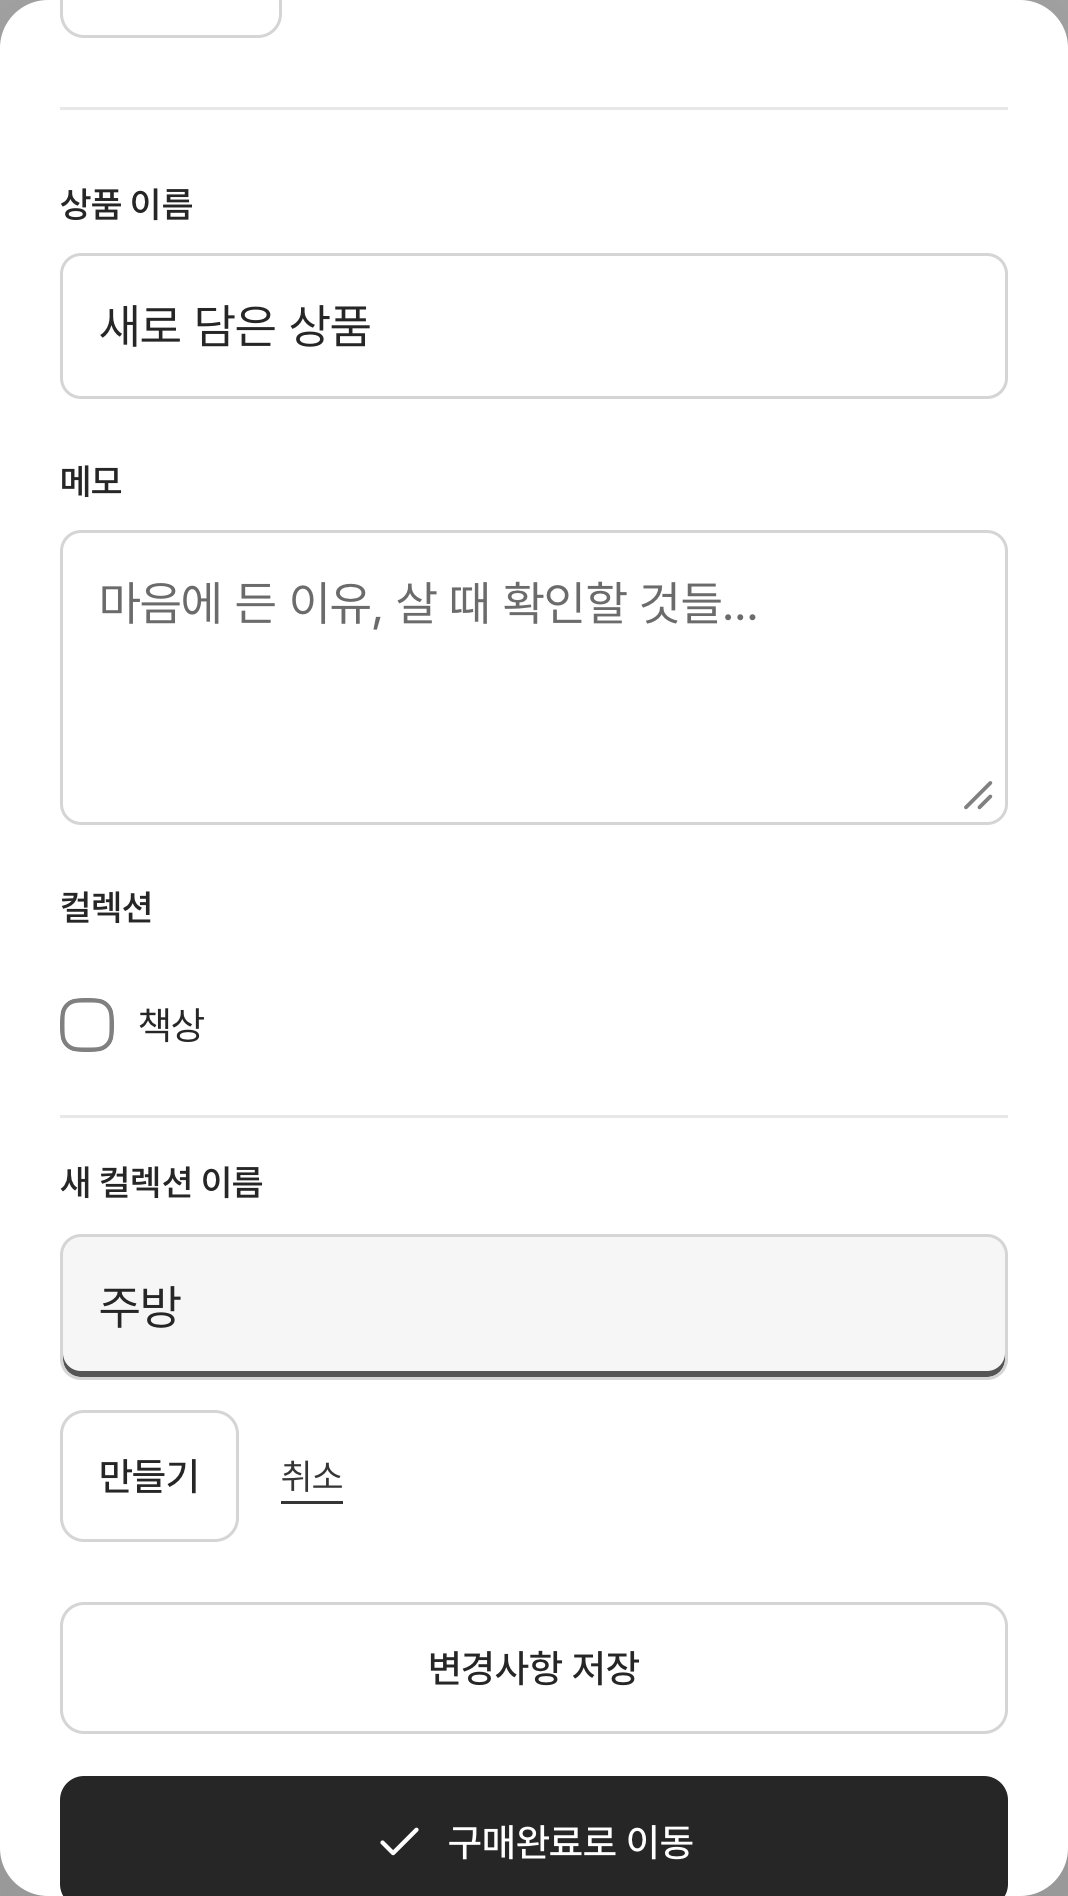 상품 이름
새로 담은 상품
메모
마음에 든 이유, 살 때 확인할 것들...
컬렉션
책상
새 컬렉션 이름
주방
만들기 취소
변경사항 저장
구매완료로 이동